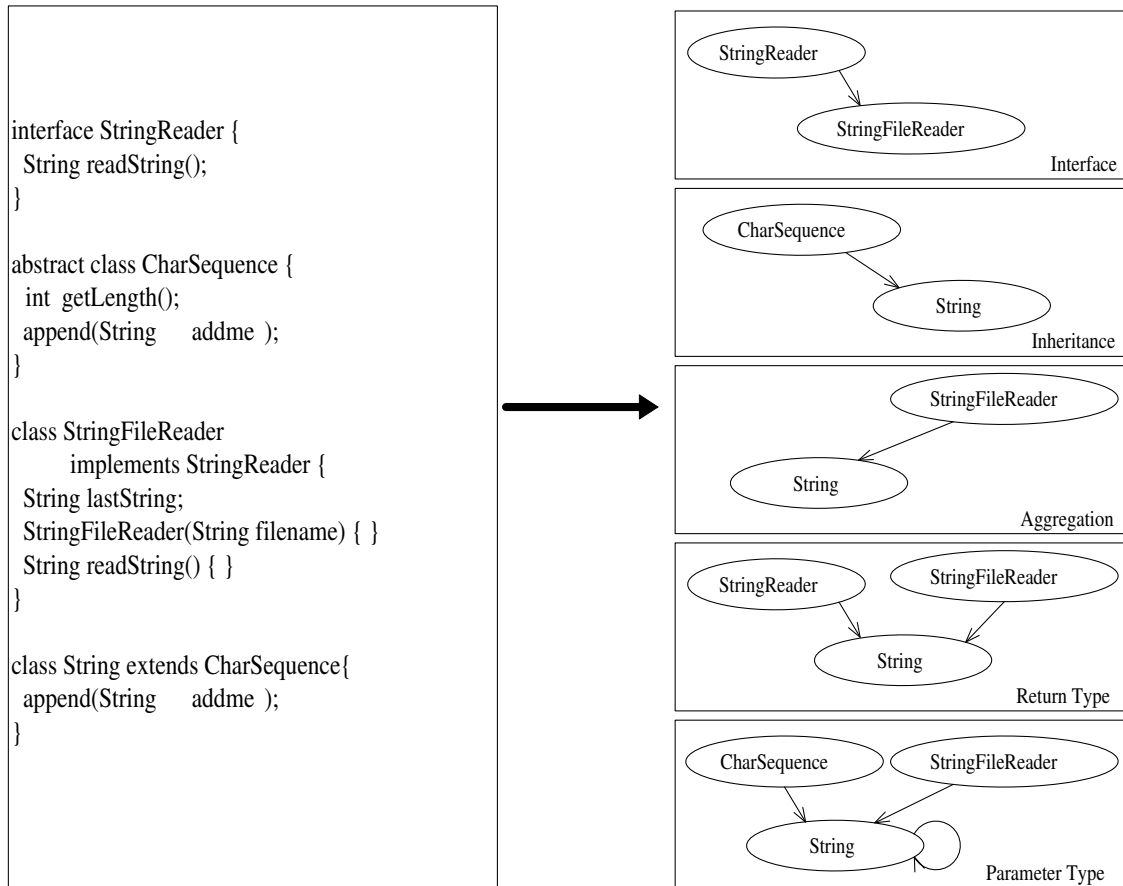 interface StringReader {
String readString();
}
abstract class CharSequence {
int getLength();
append(String addme );
}
class StringFileReader
implements StringReader {
String lastString;
StringFileReader(String filename) { }
String readString() { }
}
class String extends CharSequence{
append(String addme );
}
StringReader
StringFileReader
Interface
CharSequence
String
Inheritance
StringFileReader
String
Aggregation
StringReader
StringFileReader
String
Return Type
CharSequence
StringFileReader
String
Parameter Type